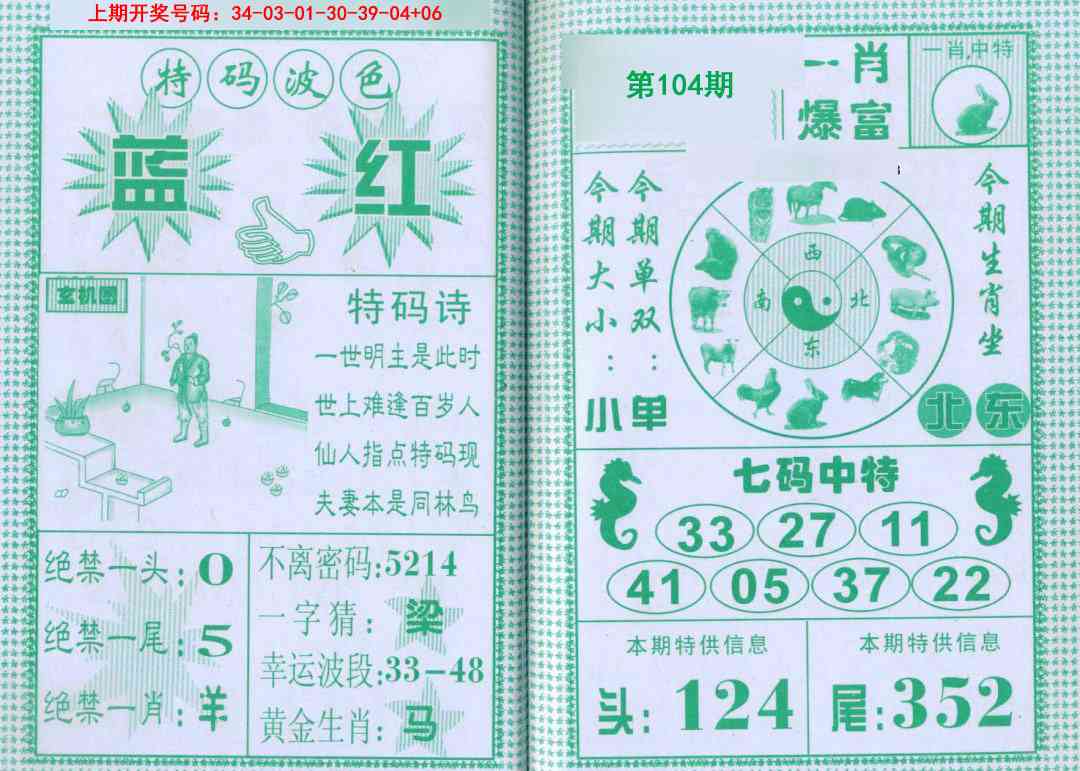 上期开奖号码：34-03-01-30-39-04+06
特码波色
蓝 红
玄机图
特码诗
一世明主是此时
世上难逢百岁人
仙人指点特码现
夫妻本是同林鸟
绝禁一头：0
绝禁一尾：5
绝禁一肖：羊
不离密码:5214
一字猜：梁
幸运波段:33-48
黄金生肖:马
第104期
一肖
爆富
一肖中特
今期大小：小
今期单双：单
西
南 北
东
今期生肖坐
北东
七码中特
33 27 11
41 05 37 22
本期特供信息
头：124
本期特供信息
尾:352